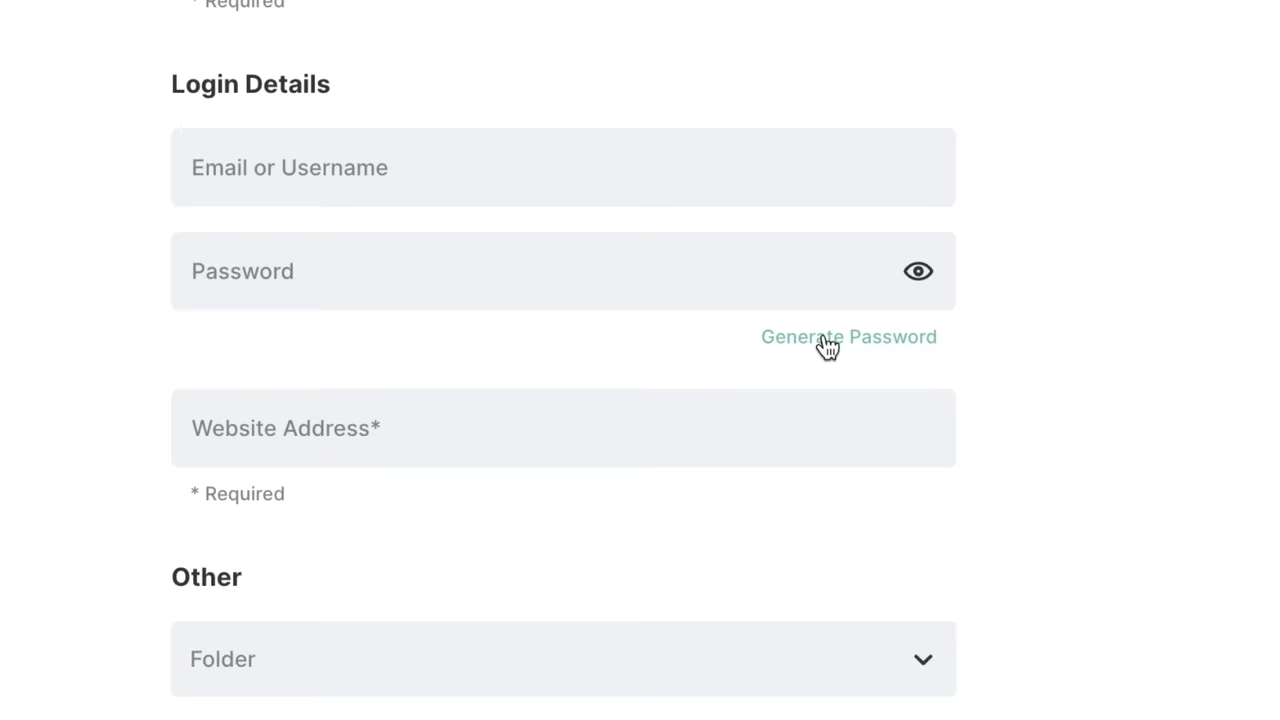 * Required
Login Details
Email or Username
Password
Generate Password
Website Address*
* Required
Other
Folder